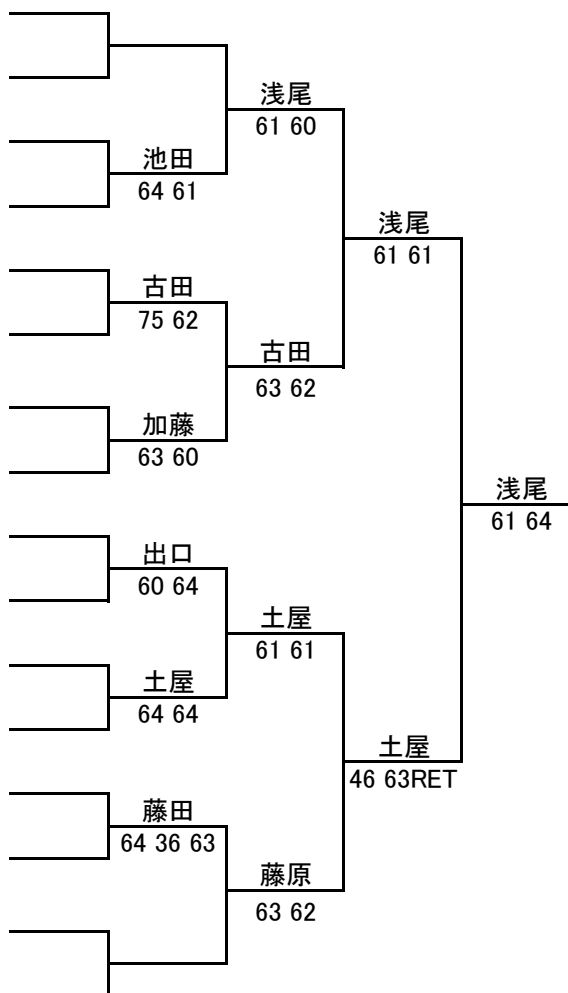 浅尾
61 60
池田
64 61
浅尾
61 61
古田
75 62
古田
63 62
加藤
63 60
浅尾
61 64
出口
60 64
土屋
61 61
土屋
64 64
土屋
46 63RET
藤田
64 36 63
藤原
63 62